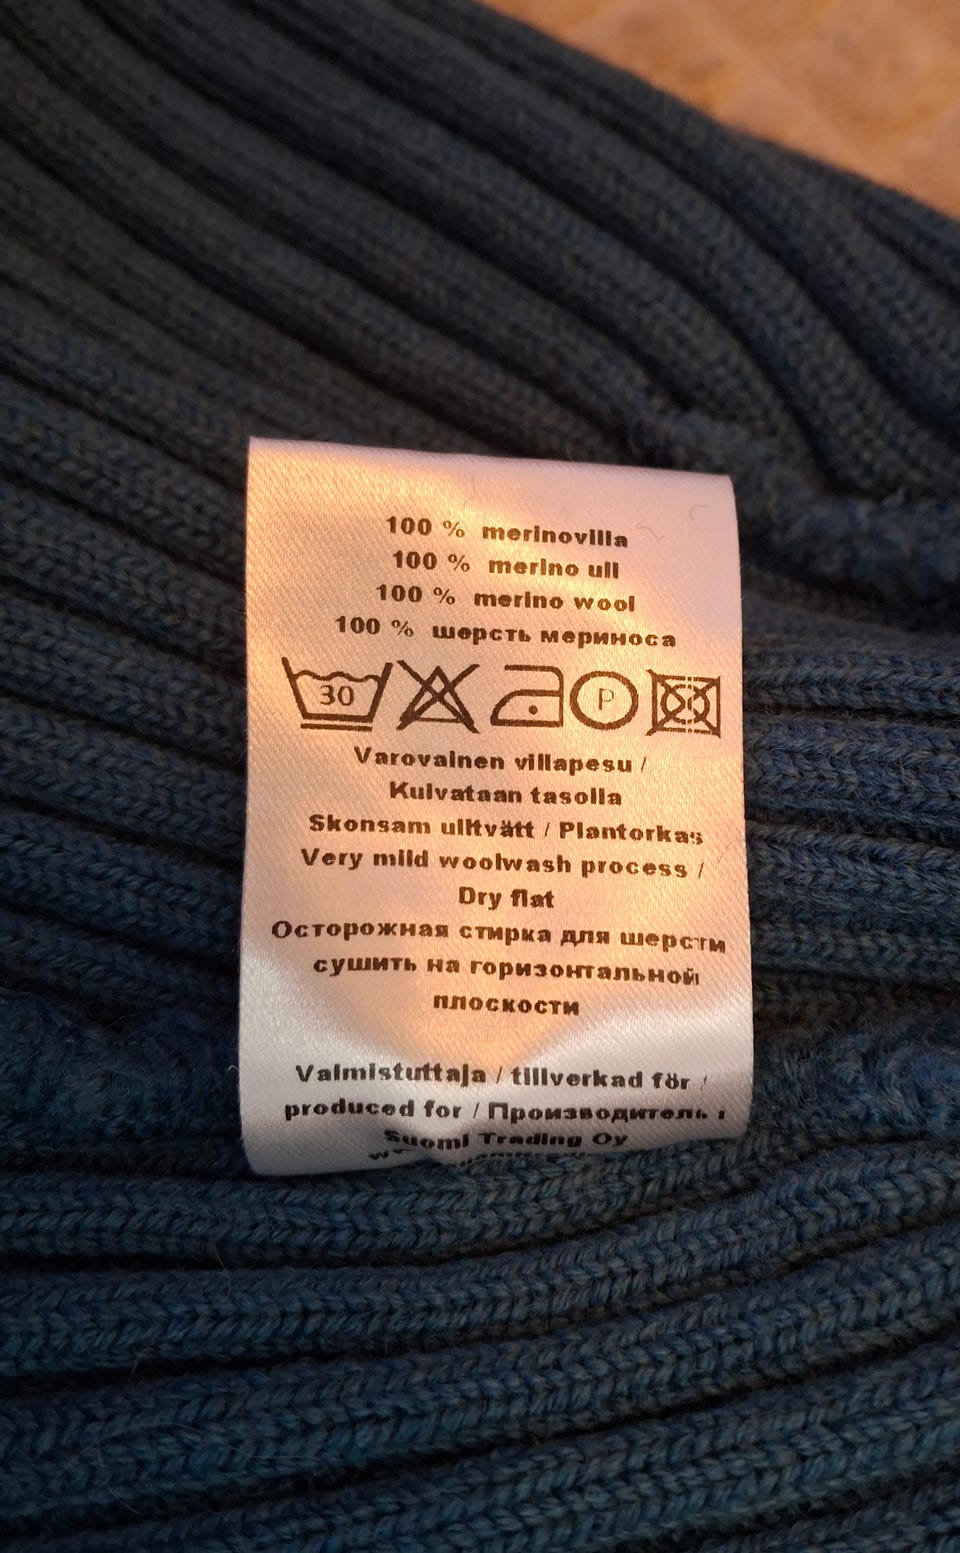 100 % merinovilla
100 % merino ull
100 % merino wool
100 % шерсть мериноса
30 P
Varovainen villapesu /
Kuivataan tasolla
Skonsam ulltvätt / Plantorkas
Very mild woolwash process /
Dry flat
Осторожная стирка для шерсти
сушить на горизонтальной
плоскости
Valmistuttaja / tillverkad för /
produced for / Производитель :
Suomi Trading Oy